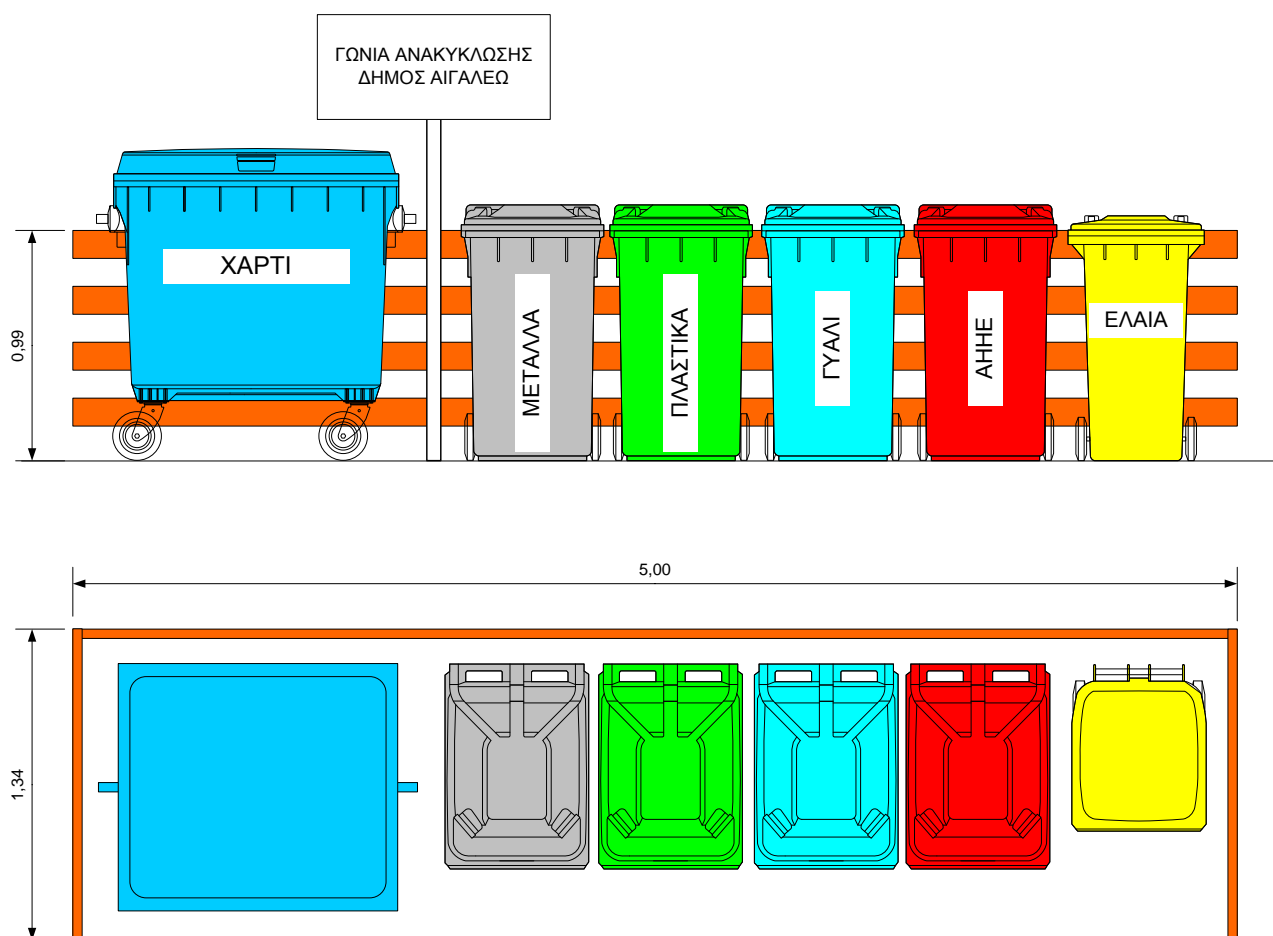 ΓΩΝΙΑ ΑΝΑΚΥΚΛΩΣΗΣ
ΔΗΜΟΣ ΑΙΓΑΛΕΩ
ΧΑΡΤΙ
ΜΕΤΑΛΛΑ
ΠΛΑΣΤΙΚΑ
ΓΥΑΛΙ
ΑΗΗΕ
ΕΛΑΙΑ
0,99
5,00
1,34